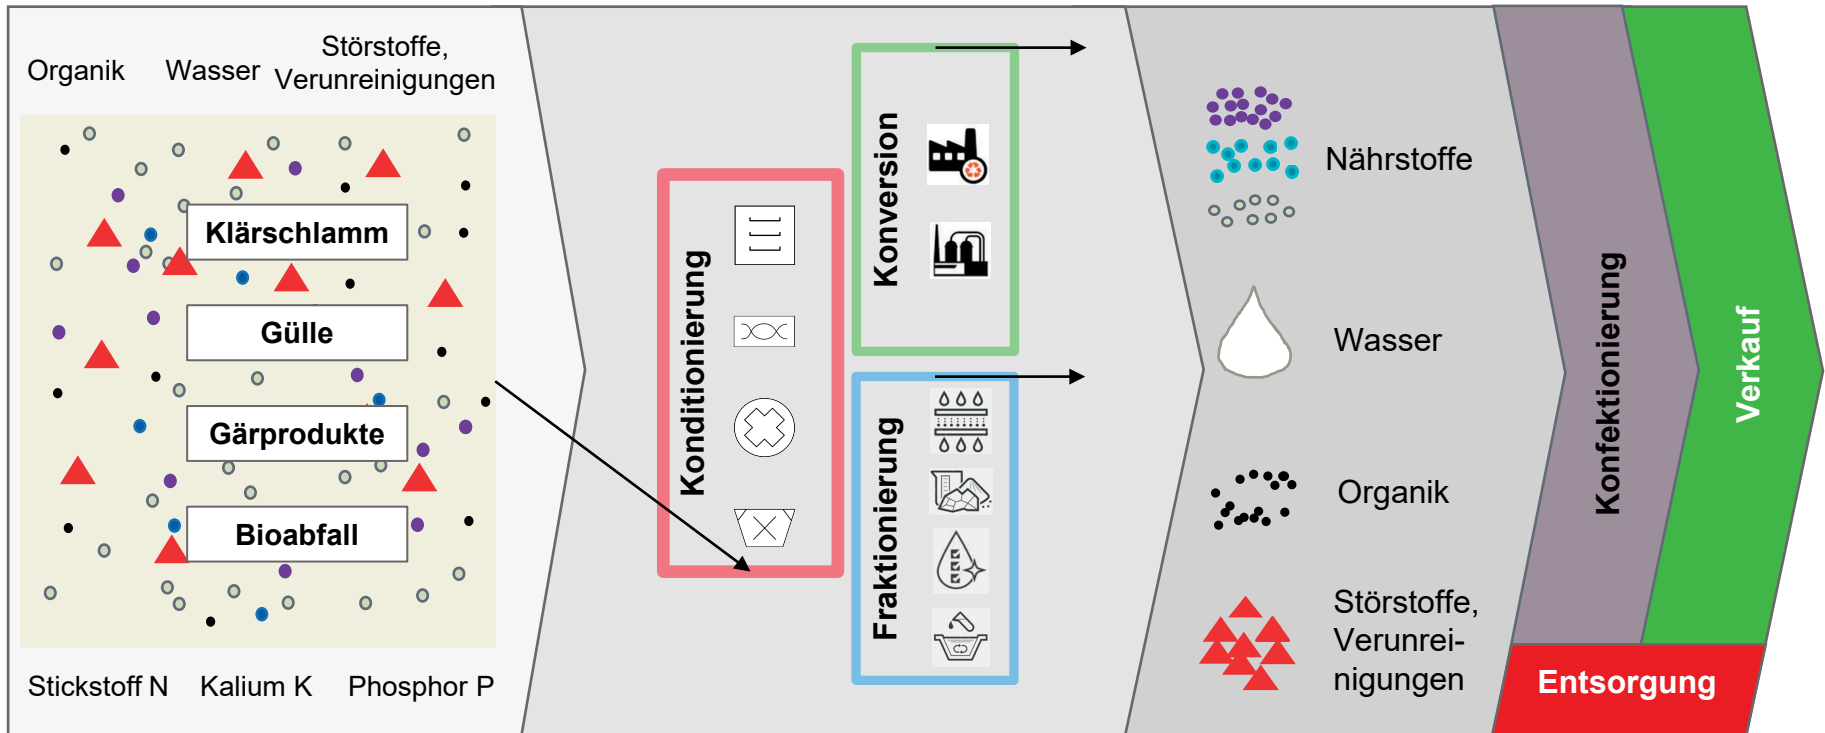 Organik
Wasser
Störstoffe,
Verunreinigungen
Klärschlamm
Gülle
Gärprodukte
Bioabfall
Stickstoff N
Kalium K
Phosphor P
Konditionierung
Konversion
Fraktionierung
Nährstoffe
Wasser
Organik
Störstoffe,
Verunrei-
nigungen
Konfektionierung
Verkauf
Entsorgung